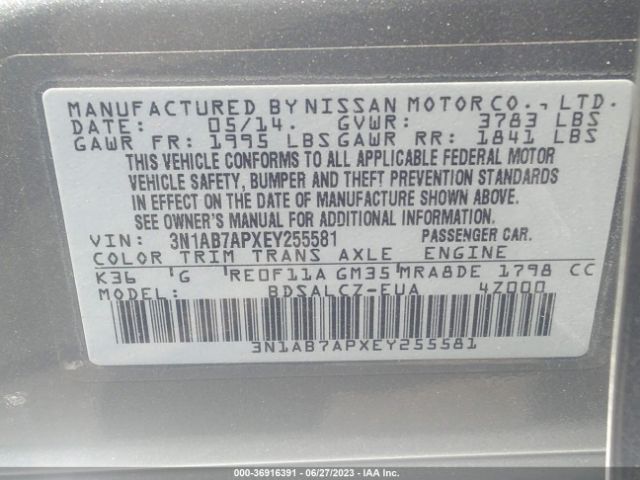 MANUFACTURED BY NISSAN MOTOR CO., LTD.
DATE: 05/14. GVWR: 3783 LBS
GAWR FR: 1995 LBS GAWR RR: 1841 LBS
THIS VEHICLE CONFORMS TO ALL APPLICABLE FEDERAL MOTOR
VEHICLE SAFETY, BUMPER AND THEFT PREVENTION STANDARDS
IN EFFECT ON THE DATE OF MANUFACTURE SHOWN ABOVE.
SEE OWNER'S MANUAL FOR ADDITIONAL INFORMATION.
VIN: 3N1AB7APXEY255581 PASSENGER CAR.
COLOR TRIM TRANS AXLE ENGINE
K36 G RE0F11A GM35 MRA8DE 1798 CC
MODEL: BDSALCZ-EUA 4Z000
3N1AB7APXEY255581
000-36916391 - 06/27/2023 - IAA Inc.